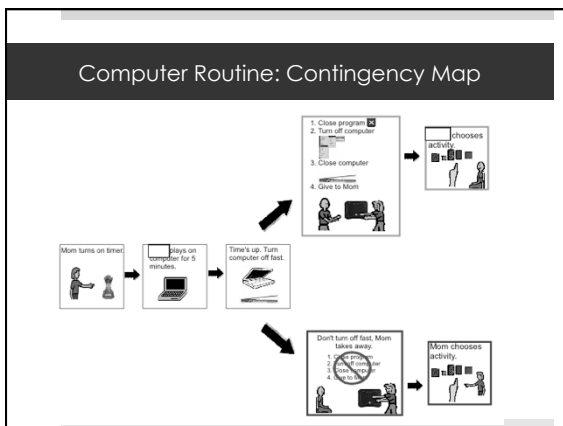 Computer Routine: Contingency Map
1. Close program
2. Turn off computer
3. Close computer
4. Give to Mom
chooses
activity.
Mom turns on timer.
plays on
computer for 5
minutes.
Time's up. Turn
computer off fast.
Don't turn off fast, Mom
takes away.
1. Close program
2. Turn off computer
3. Close computer
4. Give to Mom
Mom chooses
activity.